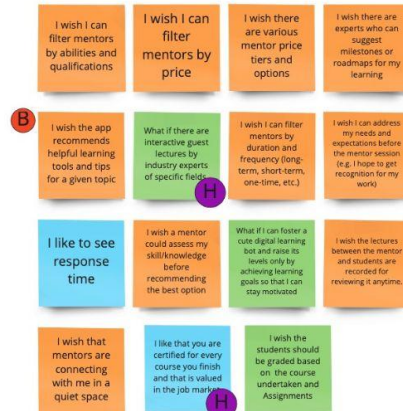 I wish I can
filter mentors
by abilities and
qualifications
I wish I can
filter
mentors by
price
I wish there
are various
mentor price
tiers and
options
I wish there are
experts who can
suggest
milestones or
roadmaps for my
learning
B
I wish the app
recommends
helpful learning
tools and tips
for a given topic
What if there are
interactive guest
lectures by
industry experts
of specific fields
H
I wish I can filter
mentors by
duration and
frequency (long-
term, short-term,
one-time, etc.)
I wish I can address
my needs and
expectations before
the mentor session
(e.g. I hope to get
recognition for my
work)
I like to see
response
time
I wish a mentor
could assess my
skill/knowledge
before
recommending
the best option
What if I can foster a
cute digital learning
bot and raise its
levels only by
achieving learning
goals so that I can
stay motivated
I wish the lectures
between the mentor
and students are
recorded for
reviewing it anytime.
I wish that
mentors are
connecting
with me in a
quiet space
I like that you are
certified for every
course you finish
and that is valued
in the job market
H
I wish the
students should
be graded based
on the course
undertaken and
Assignments